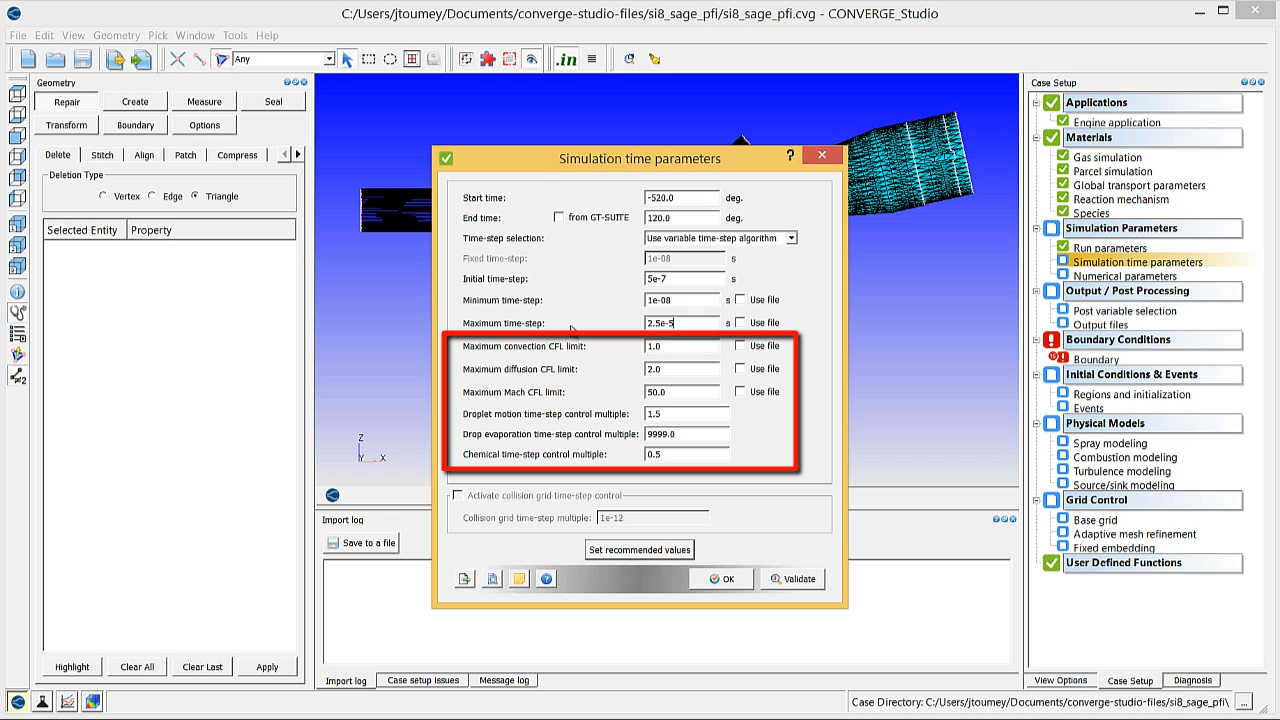 C:/Users/jtoumey/Documents/converge-studio-files/si8_sage_pfi/si8_sage_pfi.cvg - CONVERGE_Studio
File Edit View Geometry Pick Window Tools Help
Any
.in
Geometry
Repair Create Measure Seal
Transform Boundary Options
Delete Stitch Align Patch Compress
Deletion Type
Vertex Edge Triangle
Selected Entity Property
Highlight Clear All Clear Last Apply
Z
Y X
Simulation time parameters
?
Start time: -520.0 deg.
End time: from GT-SUITE 120.0 deg.
Time-step selection: Use variable time-step algorithm
Fixed time-step: 1e-08 s
Initial time-step: 5e-7 s
Minimum time-step: 1e-08 s Use file
Maximum time-step: 2.5e-5 s Use file
Maximum convection CFL limit: 1.0 Use file
Maximum diffusion CFL limit: 2.0 Use file
Maximum Mach CFL limit: 50.0 Use file
Droplet motion time-step control multiple: 1.5
Drop evaporation time-step control multiple: 9999.0
Chemical time-step control multiple: 0.5
Activate collision grid time-step control
Collision grid time-step multiple: 1e-12
Set recommended values
OK Validate
Import log
Save to a file
Import log Case setup issues Message log
Case Setup
Applications
Engine application
Materials
Gas simulation
Parcel simulation
Global transport parameters
Reaction mechanism
Species
Simulation Parameters
Run parameters
Simulation time parameters
Numerical parameters
Output / Post Processing
Post variable selection
Output files
Boundary Conditions
Boundary
Initial Conditions & Events
Regions and initialization
Events
Physical Models
Spray modeling
Combustion modeling
Turbulence modeling
Source/sink modeling
Grid Control
Base grid
Adaptive mesh refinement
Fixed embedding
User Defined Functions
View Options Case Setup Diagnosis
Case Directory: C:/Users/jtoumey/Documents/converge-studio-files/si8_sage_pfi\ ...